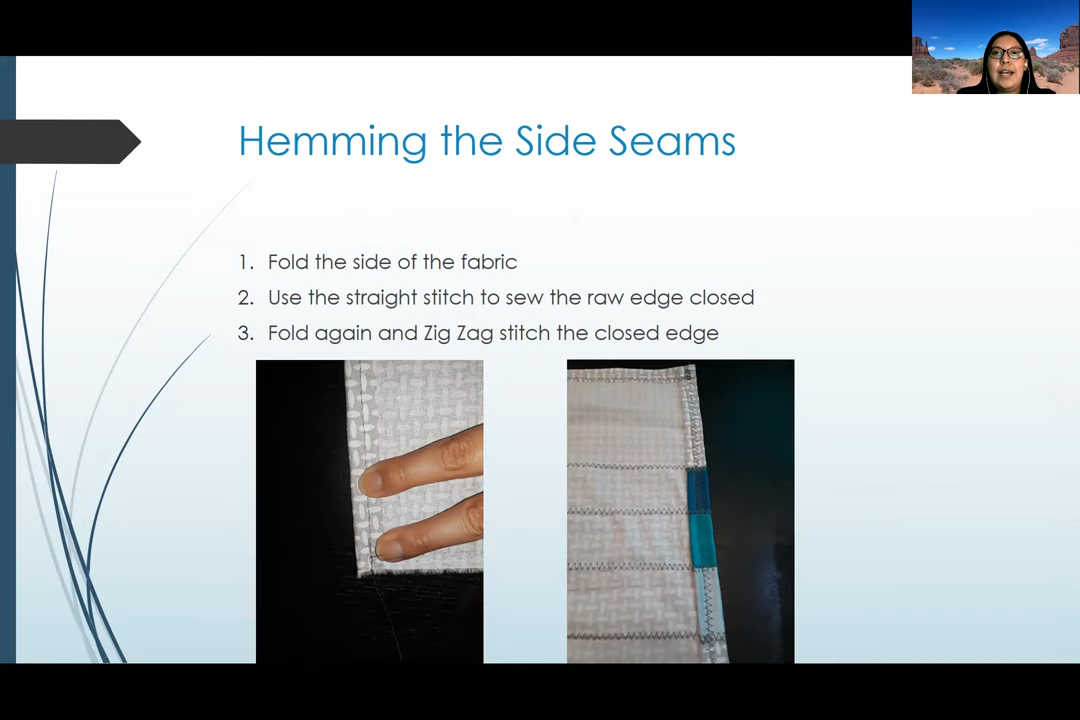 Hemming the Side Seams
1. Fold the side of the fabric
2. Use the straight stitch to sew the raw edge closed
3. Fold again and Zig Zag stitch the closed edge